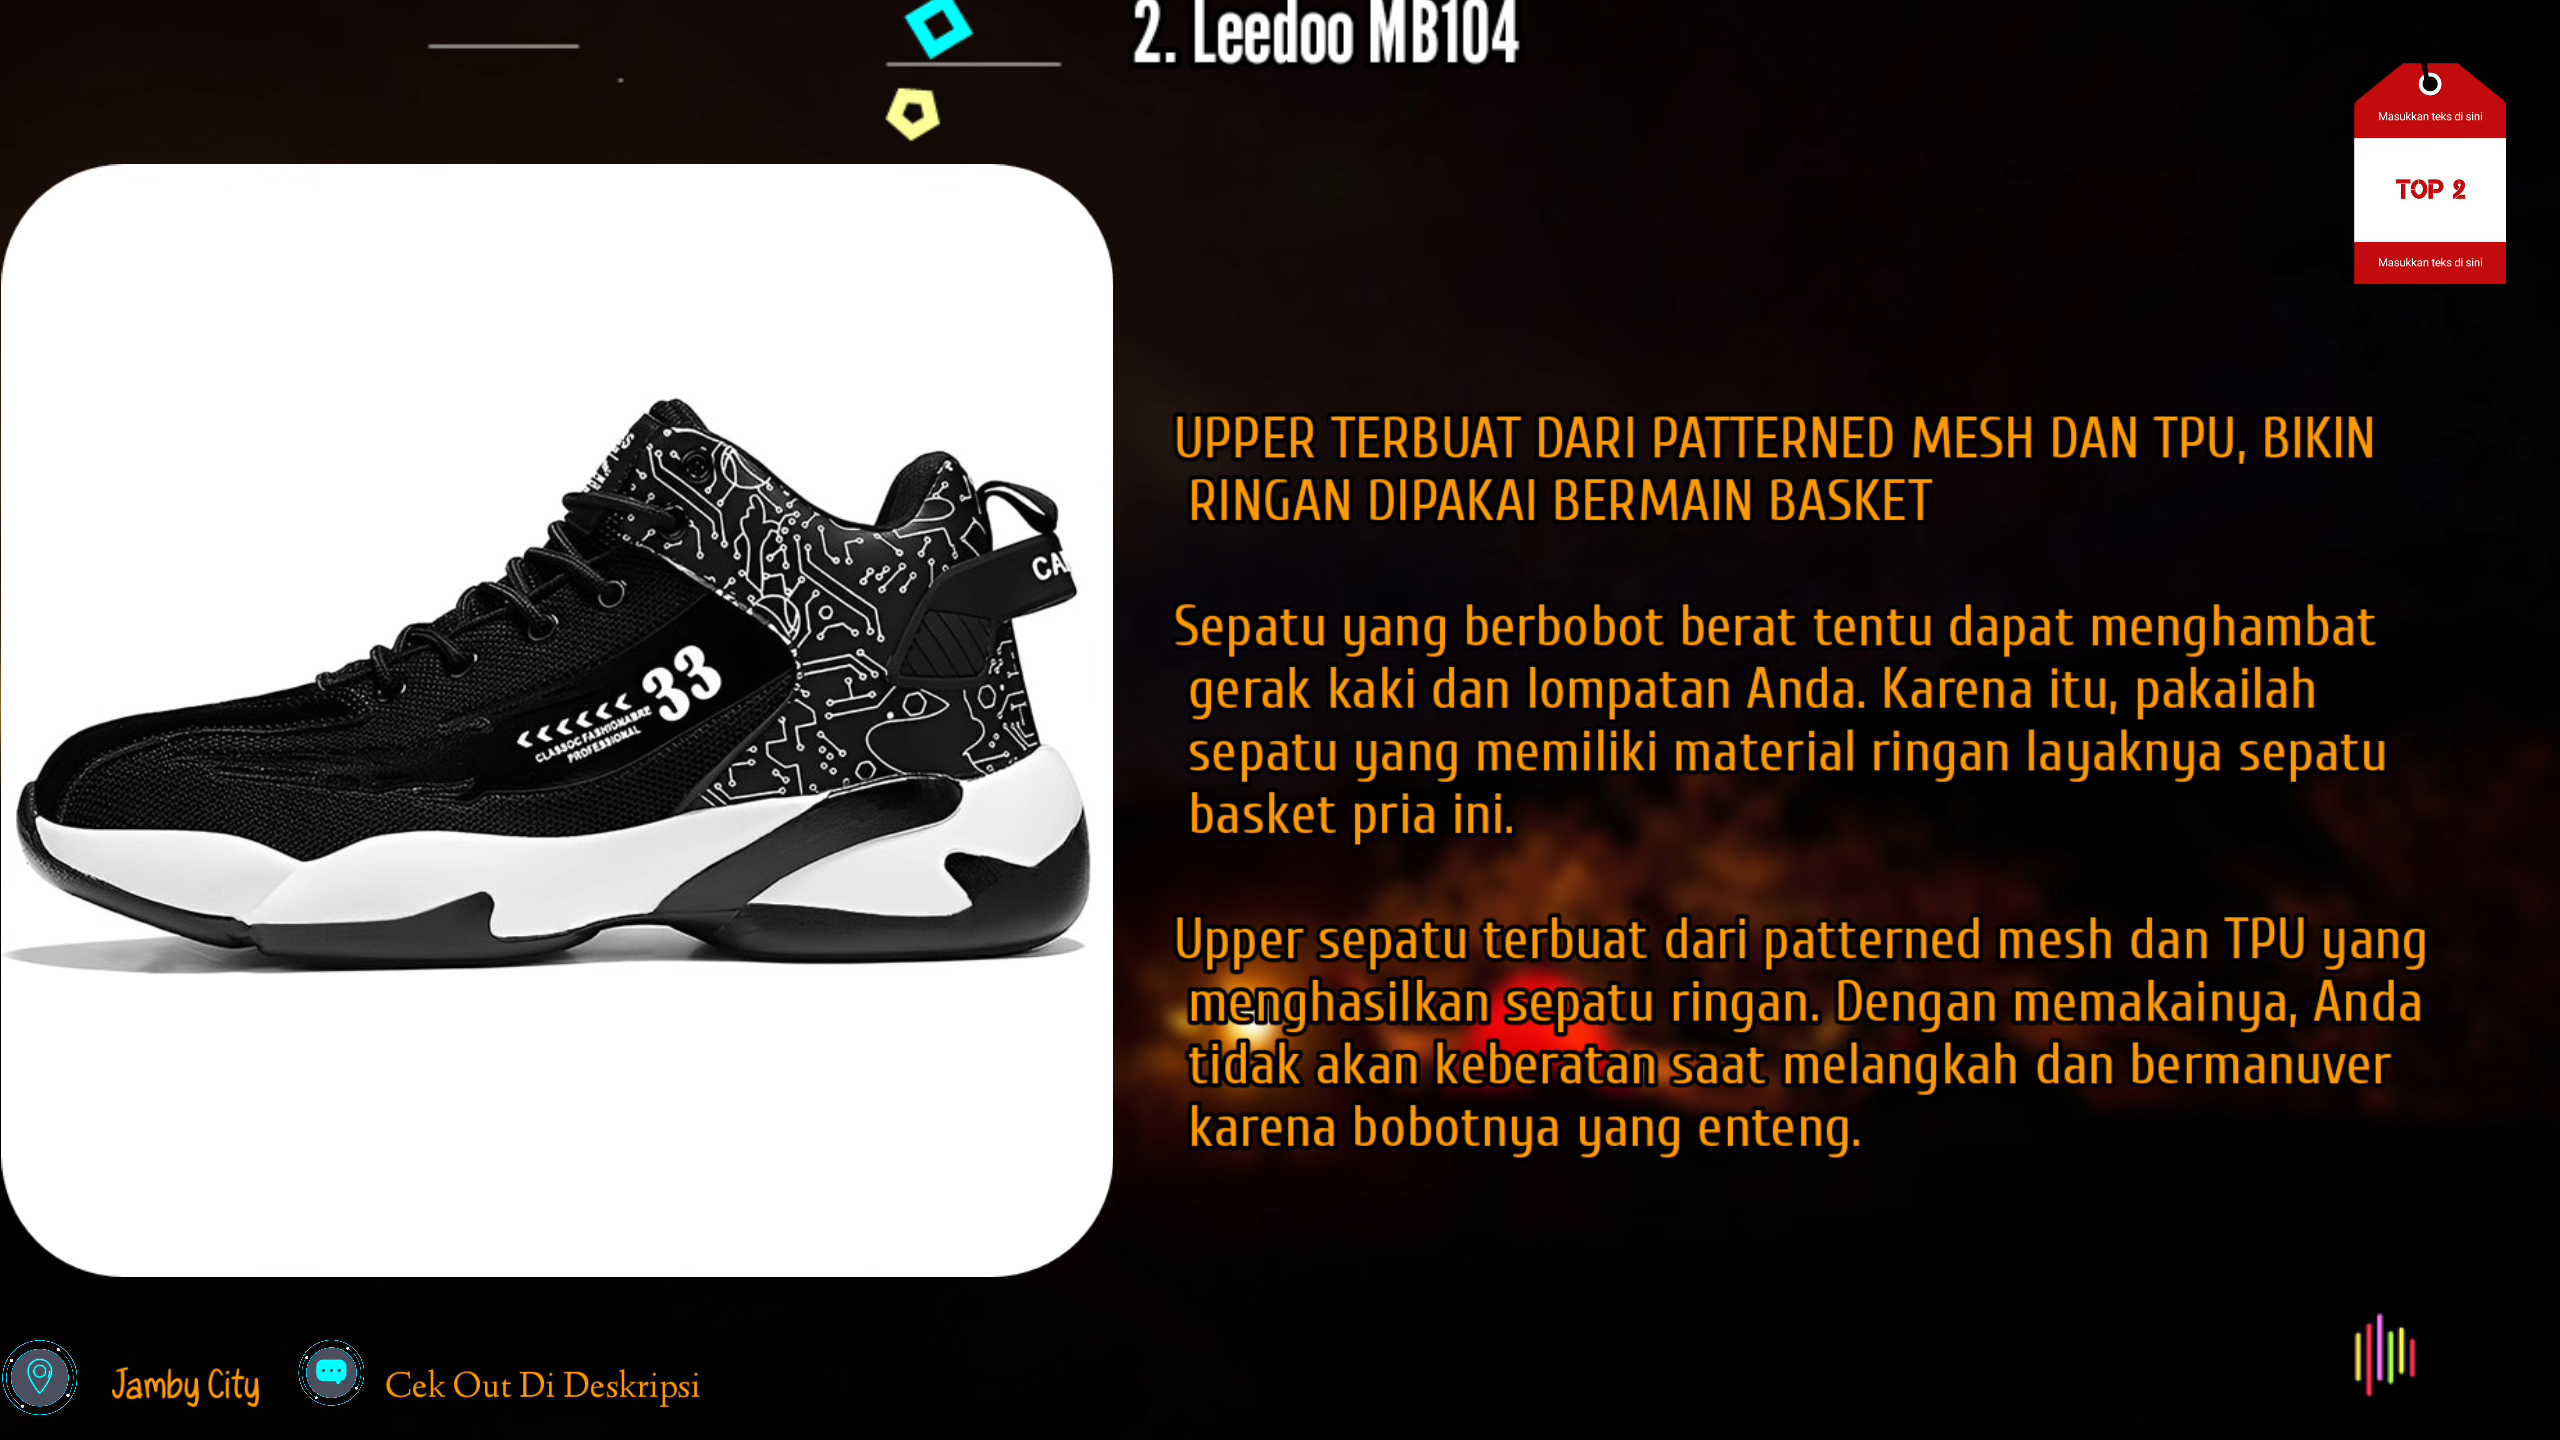 2. Leedoo MB104
Masukkan teks di sini
TOP 2
Masukkan teks di sini
UPPER TERBUAT DARI PATTERNED MESH DAN TPU, BIKIN
RINGAN DIPAKAI BERMAIN BASKET
Sepatu yang berbobot berat tentu dapat menghambat
gerak kaki dan lompatan Anda. Karena itu, pakailah
sepatu yang memiliki material ringan layaknya sepatu
basket pria ini.
Upper sepatu terbuat dari patterned mesh dan TPU yang
menghasilkan sepatu ringan. Dengan memakainya, Anda
tidak akan keberatan saat melangkah dan bermanuver
karena bobotnya yang enteng.
33
CLASSOC FASHIONABRE
PROFESSIONAL
Jamby City
Cek Out Di Deskripsi